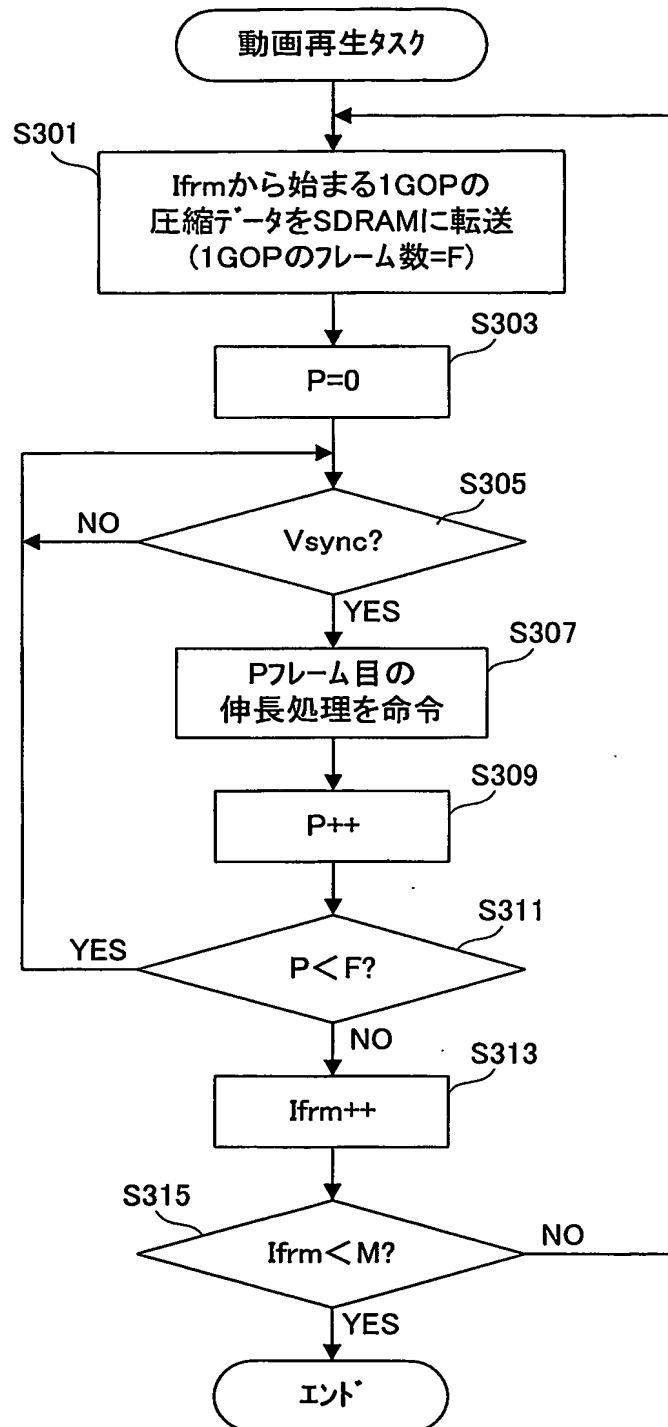 動画再生タスク
S301
Ifrmから始まる1GOPの
圧縮データをSDRAMに転送
(1GOPのフレーム数=F)
S303
P=0
S305
NO
Vsync?
YES
S307
Pフレーム目の
伸長処理を命令
S309
P++
S311
YES
P<F?
NO
S313
Ifrm++
S315
Ifrm<M?
NO
YES
エンド